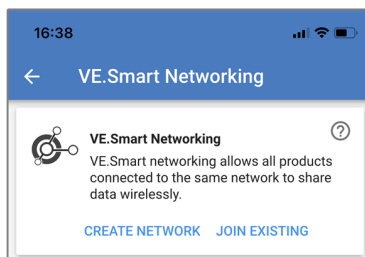 16:38
VE.Smart Networking
VE.Smart Networking
VE.Smart networking allows all products
connected to the same network to share
data wirelessly.
CREATE NETWORK JOIN EXISTING